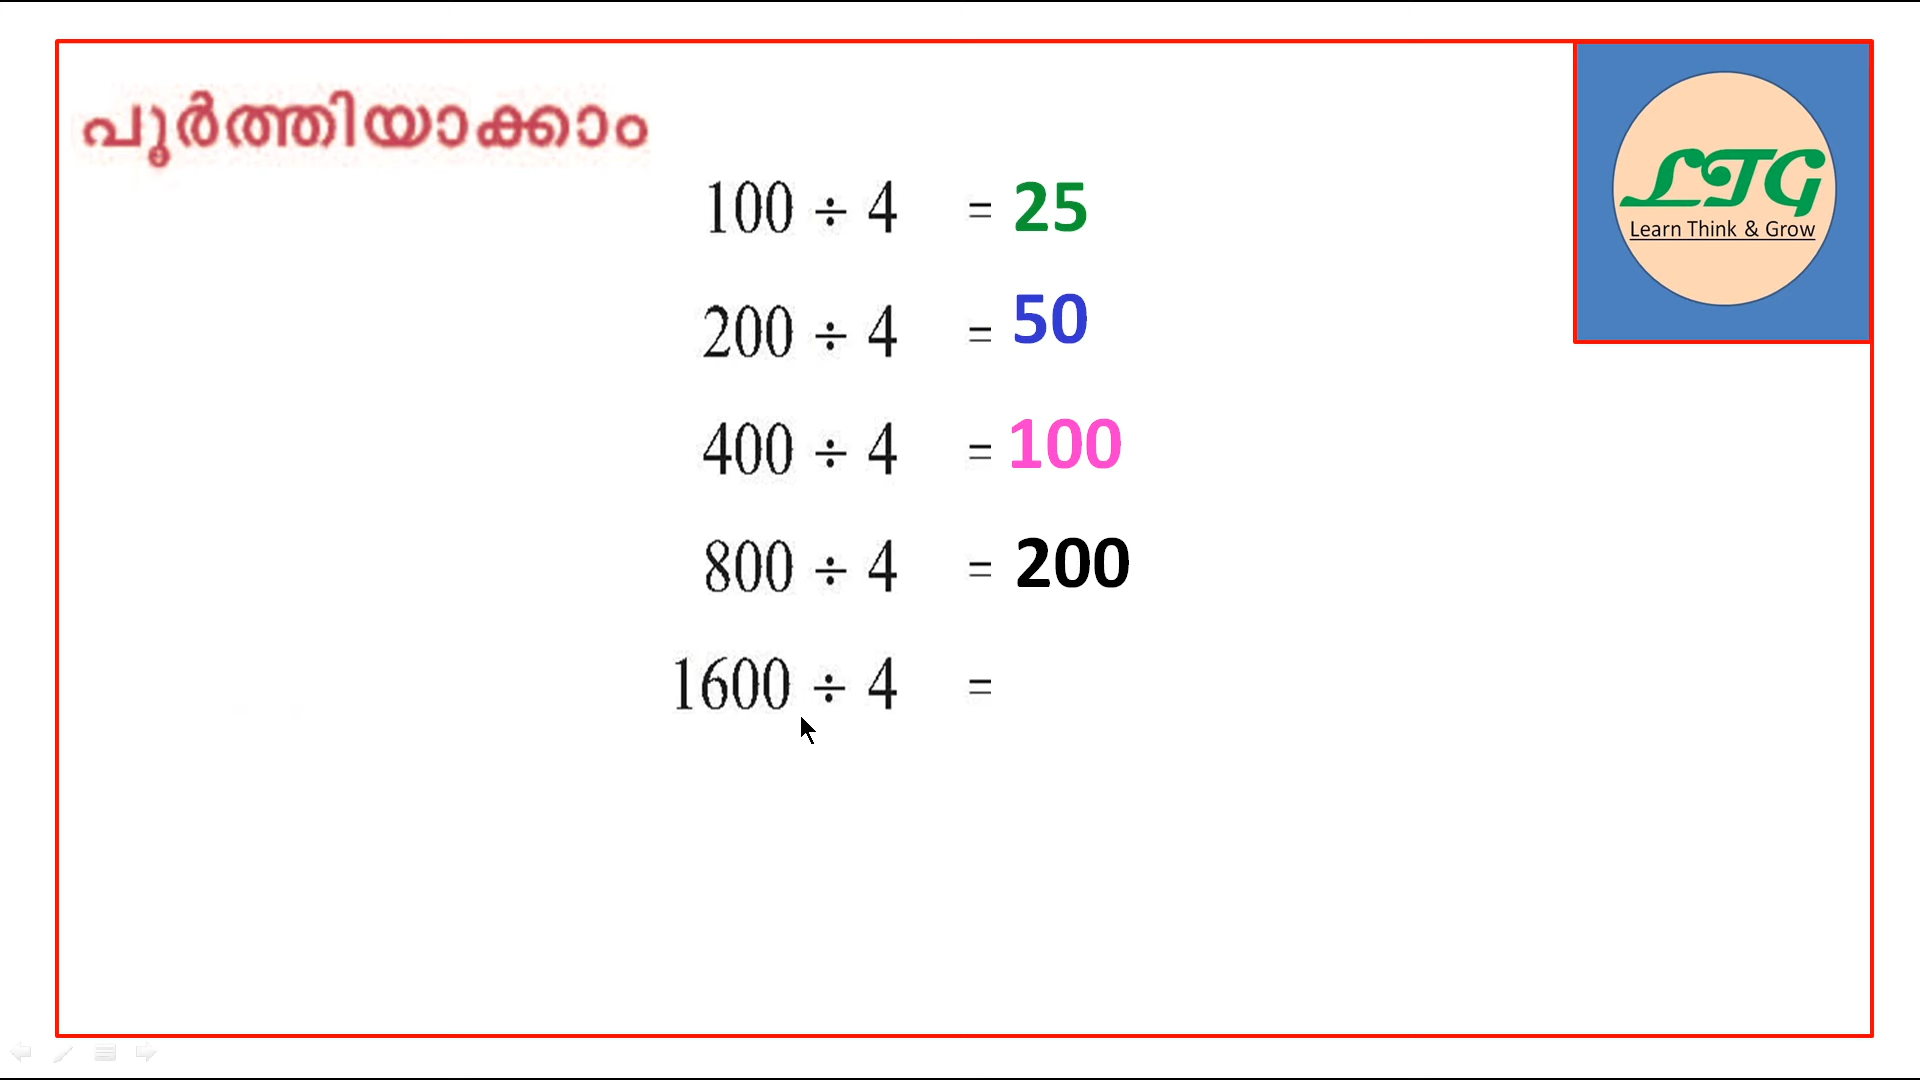 പൂർത്തിയാക്കാം
100 ÷ 4 = 25
200 ÷ 4 = 50
400 ÷ 4 = 100
800 ÷ 4 = 200
1600 ÷ 4 =
LTG
Learn Think & Grow